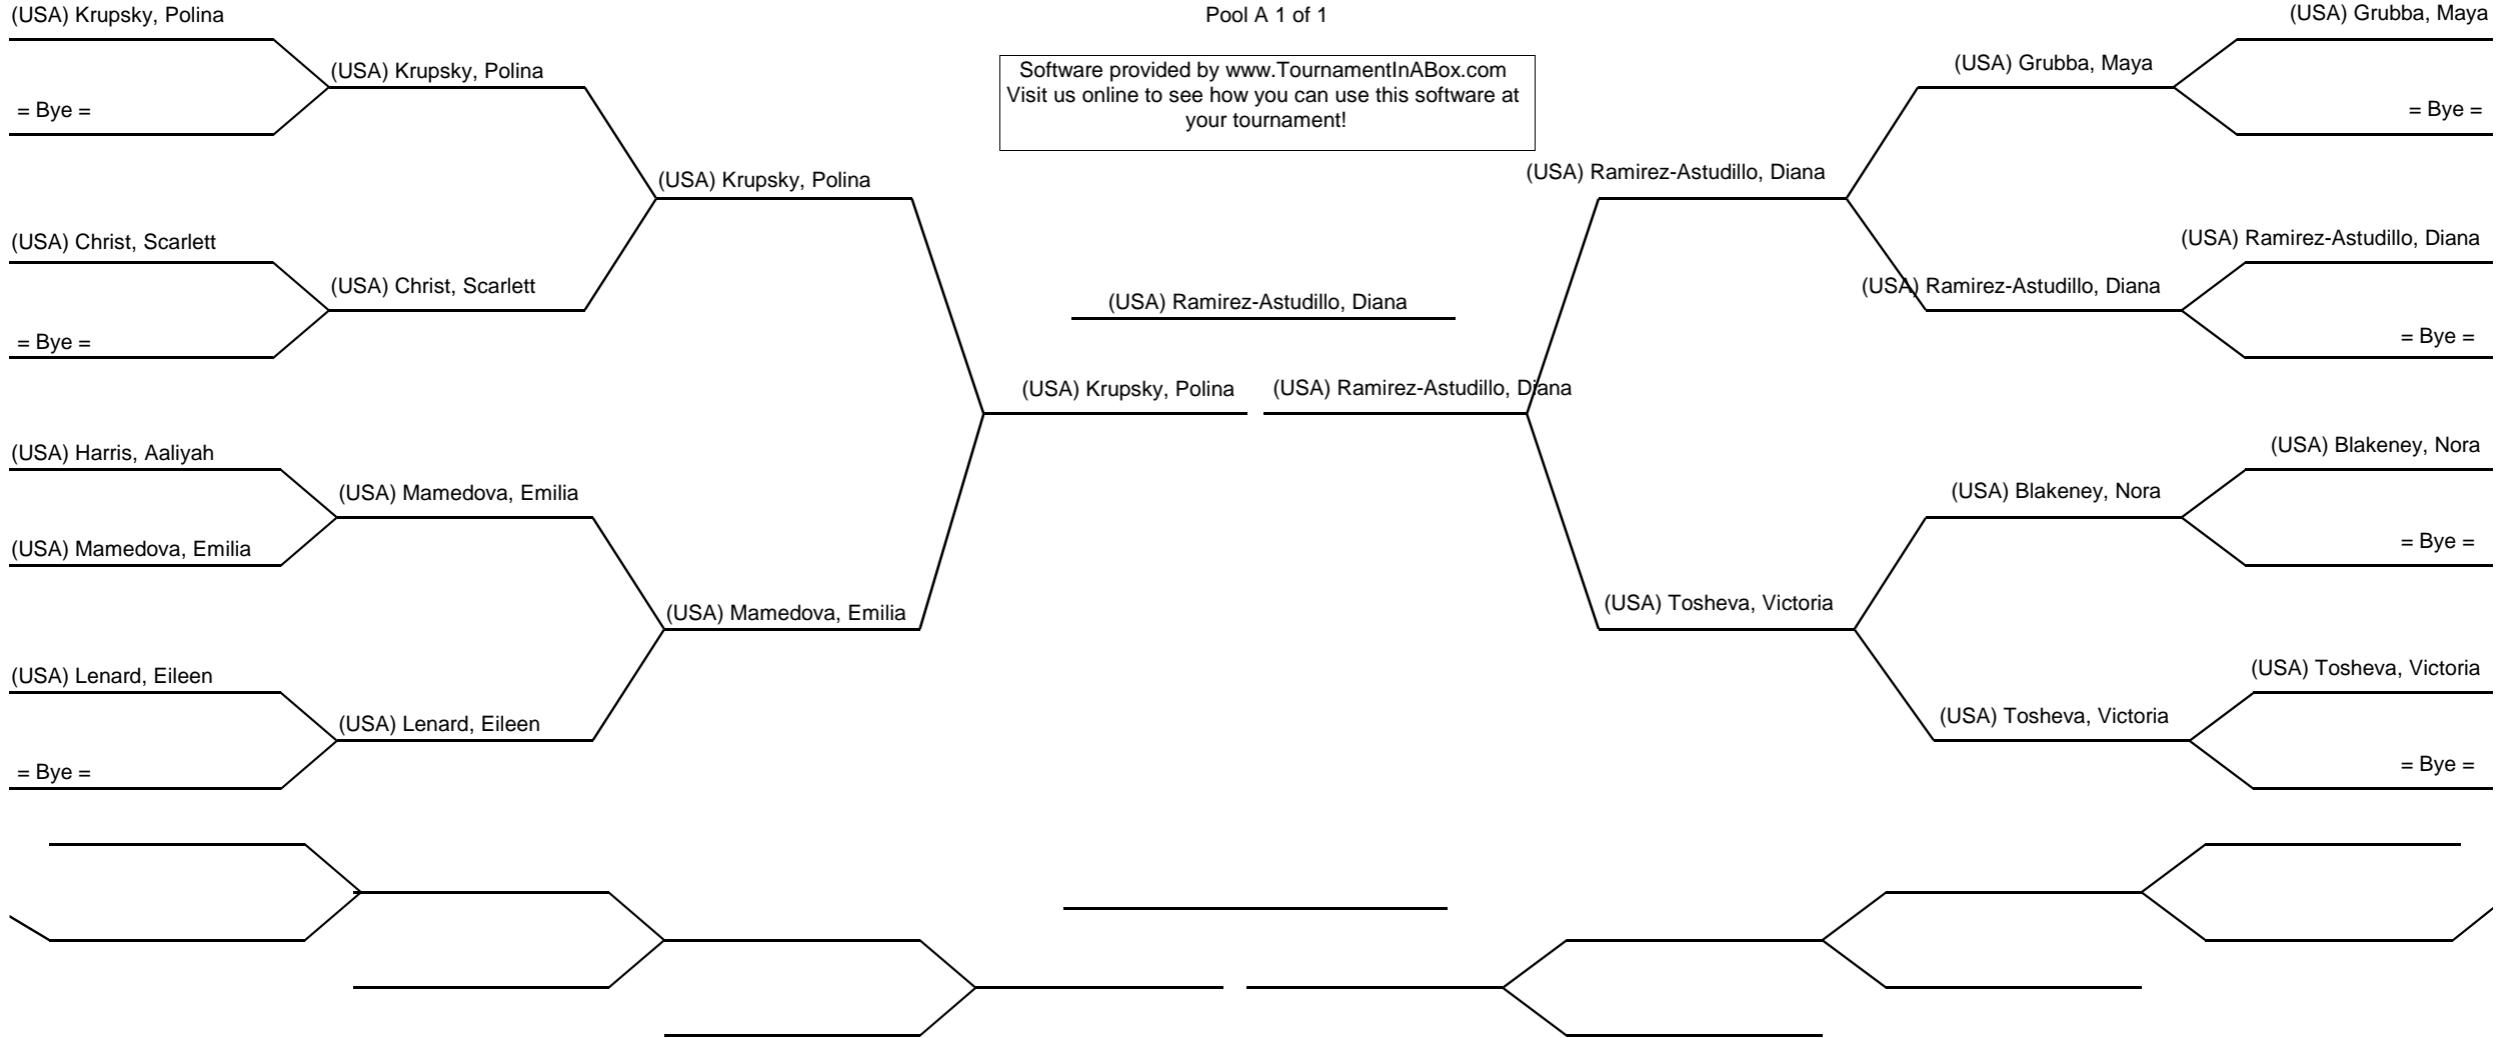 (USA) Krupsky, Polina
= Bye =
(USA) Christ, Scarlett
= Bye =
(USA) Harris, Aaliyah
(USA) Mamedova, Emilia
(USA) Lenard, Eileen
= Bye =
(USA) Krupsky, Polina
(USA) Christ, Scarlett
(USA) Mamedova, Emilia
(USA) Lenard, Eileen
(USA) Krupsky, Polina
(USA) Mamedova, Emilia
Pool A 1 of 1
Software provided by www.TournamentInABox.com
Visit us online to see how you can use this software at
your tournament!
(USA) Ramirez-Astudillo, Diana
(USA) Krupsky, Polina
(USA) Ramirez-Astudillo, Diana
(USA) Ramirez-Astudillo, Diana
(USA) Tosheva, Victoria
(USA) Grubba, Maya
(USA) Ramirez-Astudillo, Diana
(USA) Blakeney, Nora
(USA) Tosheva, Victoria
(USA) Grubba, Maya
= Bye =
(USA) Ramirez-Astudillo, Diana
= Bye =
(USA) Blakeney, Nora
= Bye =
(USA) Tosheva, Victoria
= Bye =